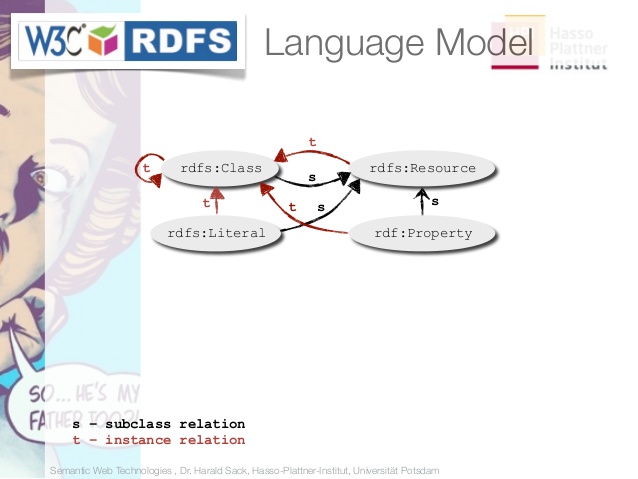 W3C RDFS
Language Model
Hasso
Plattner
Institut
t
t rdfs:Class rdfs:Resource
s
t t s s
rdfs:Literal rdf:Property
SO... HE'S MY
FATHER TOO?!
s – subclass relation
t – instance relation
Semantic Web Technologies , Dr. Harald Sack, Hasso-Plattner-Institut, Universität Potsdam